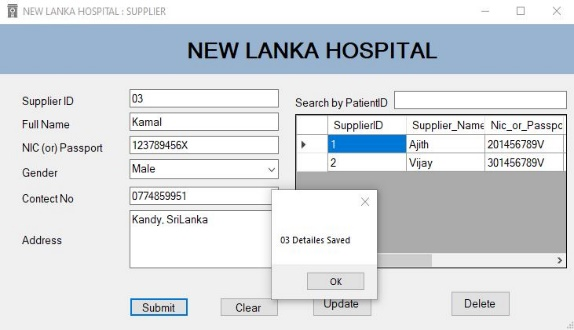 NEW LANKA HOSPITAL : SUPPLIER
NEW LANKA HOSPITAL
Supplier ID 03
Full Name Kamal
NIC (or) Passport 123789456X
Gender Male
Contect No 0774859951
Address Kandy, SriLanka
Search by PatientID
SupplierID Supplier_Name Nic_or_Passpc
1 Ajith 201456789V
2 Vijay 301456789V
03 Detailes Saved
OK
Submit Clear Update Delete